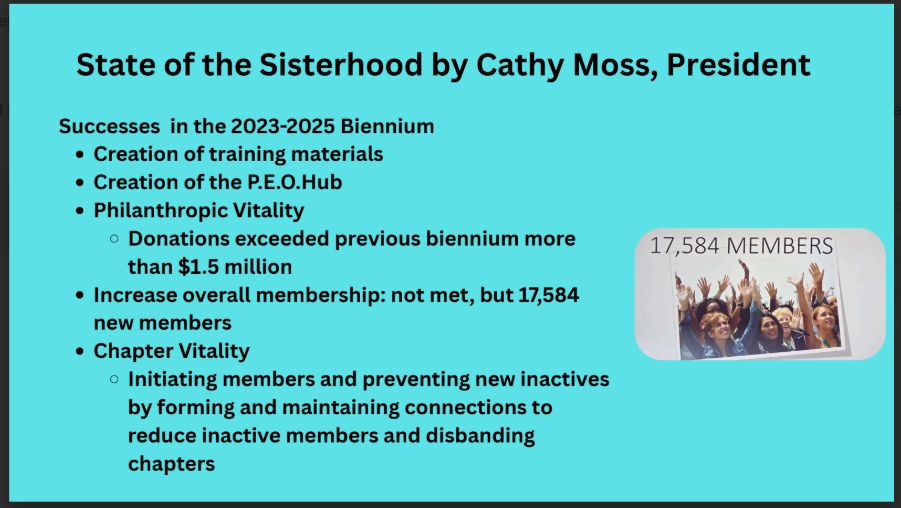 State of the Sisterhood by Cathy Moss, President
Successes in the 2023-2025 Biennium
• Creation of training materials
• Creation of the P.E.O.Hub
• Philanthropic Vitality
○ Donations exceeded previous biennium more
than $1.5 million
• Increase overall membership: not met, but 17,584
new members
• Chapter Vitality
○ Initiating members and preventing new inactives
by forming and maintaining connections to
reduce inactive members and disbanding
chapters
17,584 MEMBERS